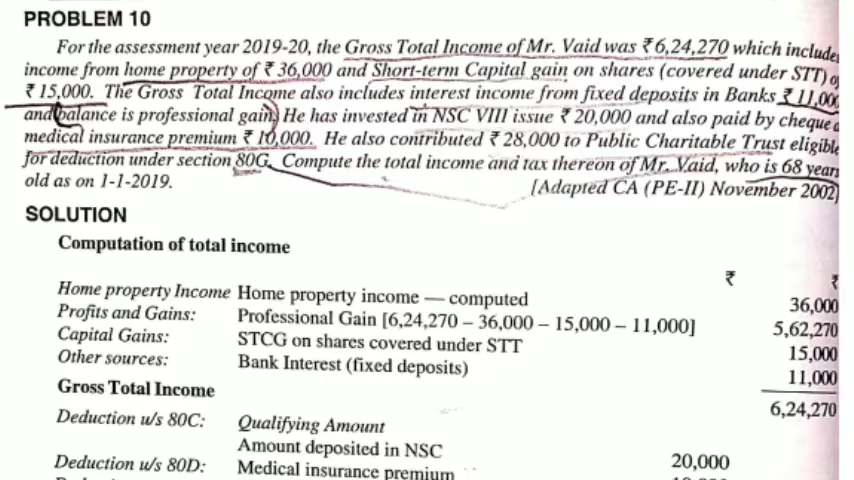 PROBLEM 10
For the assessment year 2019-20, the Gross Total Income of Mr. Vaid was ₹ 6,24,270 which include
income from home property of ₹ 36,000 and Short-term Capital gain on shares (covered under STT) o
₹ 15,000. The Gross Total Income also includes interest income from fixed deposits in Banks ₹ 11,000
and balance is professional gain. He has invested in NSC VIII issue ₹ 20,000 and also paid by cheque a
medical insurance premium ₹ 10,000. He also contributed ₹ 28,000 to Public Charitable Trust eligible
for deduction under section 80G. Compute the total income and tax thereon of Mr. Vaid, who is 68 years
old as on 1-1-2019. [Adapted CA (PE-II) November 2002]
SOLUTION
Computation of total income
₹ ₹
Home property Income Home property income — computed 36,000
Profits and Gains: Professional Gain [6,24,270 – 36,000 – 15,000 – 11,000] 5,62,270
Capital Gains: STCG on shares covered under STT 15,000
Other sources: Bank Interest (fixed deposits) 11,000
Gross Total Income 6,24,270
Deduction u/s 80C: Qualifying Amount
Amount deposited in NSC 20,000
Deduction u/s 80D: Medical insurance premium